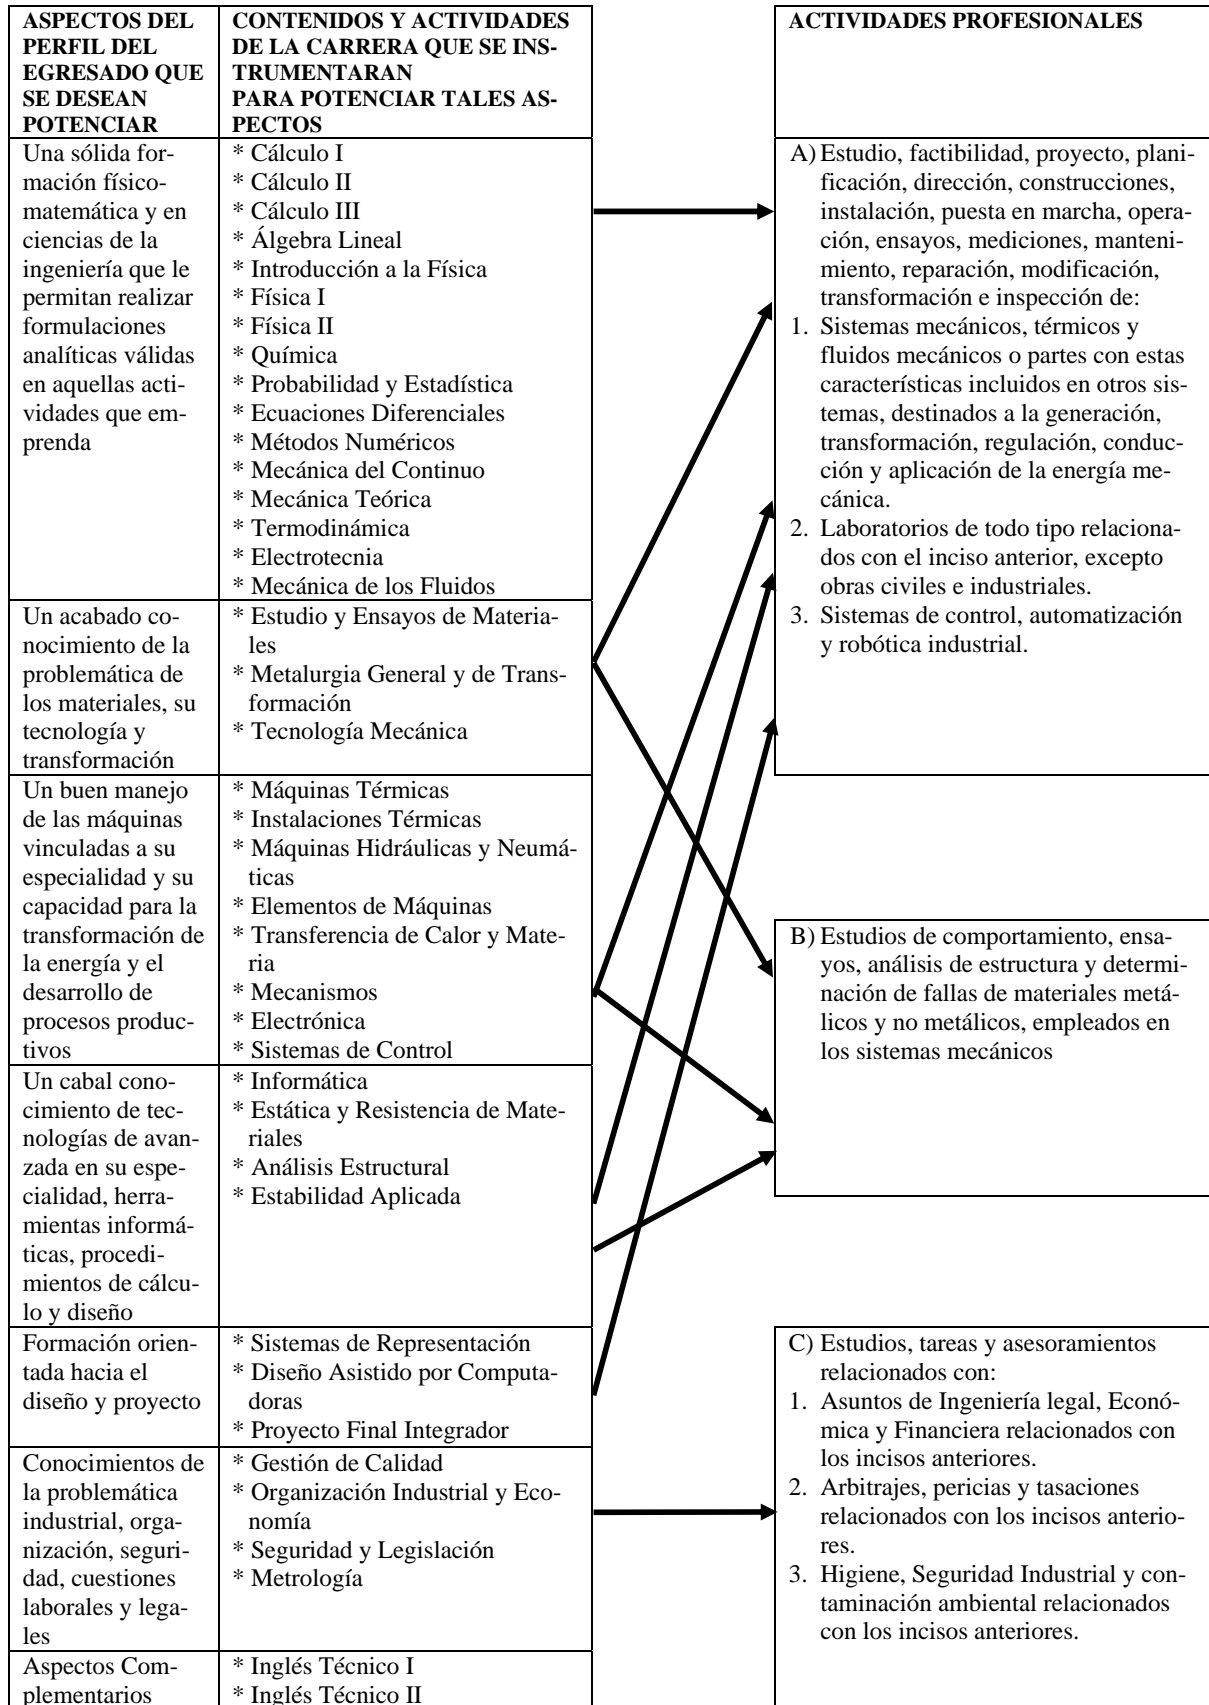 ASPECTOS DEL
PERFIL DEL
EGRESADO QUE
SE DESEAN
POTENCIAR
CONTENIDOS Y ACTIVIDADES
DE LA CARRERA QUE SE INS-
TRUMENTARAN
PARA POTENCIAR TALES AS-
PECTOS
ACTIVIDADES PROFESIONALES
Una sólida for-
mación físico-
matemática y en
ciencias de la
ingeniería que le
permitan realizar
formulaciones
analíticas válidas
en aquellas acti-
vidades que em-
prenda
* Cálculo I
* Cálculo II
* Cálculo III
* Álgebra Lineal
* Introducción a la Física
* Física I
* Física II
* Química
* Probabilidad y Estadística
* Ecuaciones Diferenciales
* Métodos Numéricos
* Mecánica del Continuo
* Mecánica Teórica
* Termodinámica
* Electrotecnia
* Mecánica de los Fluidos
A) Estudio, factibilidad, proyecto, plani-
ficación, dirección, construcciones,
instalación, puesta en marcha, opera-
ción, ensayos, mediciones, manteni-
miento, reparación, modificación,
transformación e inspección de:
1. Sistemas mecánicos, térmicos y
fluidos mecánicos o partes con estas
características incluidos en otros sis-
temas, destinados a la generación,
transformación, regulación, conduc-
ción y aplicación de la energía me-
cánica.
2. Laboratorios de todo tipo relaciona-
dos con el inciso anterior, excepto
obras civiles e industriales.
3. Sistemas de control, automatización
y robótica industrial.
Un acabado co-
nocimiento de la
problemática de
los materiales, su
tecnología y
transformación
* Estudio y Ensayos de Materia-
les
* Metalurgia General y de Trans-
formación
* Tecnología Mecánica
Un buen manejo
de las máquinas
vinculadas a su
especialidad y su
capacidad para la
transformación de
la energía y el
desarrollo de
procesos produc-
tivos
* Máquinas Térmicas
* Instalaciones Térmicas
* Máquinas Hidráulicas y Neumá-
ticas
* Elementos de Máquinas
* Transferencia de Calor y Mate-
ria
* Mecanismos
* Electrónica
* Sistemas de Control
B) Estudios de comportamiento, ensa-
yos, análisis de estructura y determi-
nación de fallas de materiales metá-
licos y no metálicos, empleados en
los sistemas mecánicos
Un cabal cono-
cimiento de tec-
nologías de avan-
zada en su espe-
cialidad, herra-
mientas informá-
ticas, procedi-
mientos de cálcu-
lo y diseño
* Informática
* Estática y Resistencia de Mate-
riales
* Análisis Estructural
* Estabilidad Aplicada
Formación orien-
tada hacia el
diseño y proyecto
* Sistemas de Representación
* Diseño Asistido por Computa-
doras
* Proyecto Final Integrador
C) Estudios, tareas y asesoramientos
relacionados con:
1. Asuntos de Ingeniería legal, Econó-
mica y Financiera relacionados con
los incisos anteriores.
2. Arbitrajes, pericias y tasaciones
relacionados con los incisos anterio-
res.
3. Higiene, Seguridad Industrial y con-
taminación ambiental relacionados
con los incisos anteriores.
Conocimientos de
la problemática
industrial, orga-
nización, seguri-
dad, cuestiones
laborales y lega-
les
* Gestión de Calidad
* Organización Industrial y Eco-
nomía
* Seguridad y Legislación
* Metrología
Aspectos Com-
plementarios
* Inglés Técnico I
* Inglés Técnico II